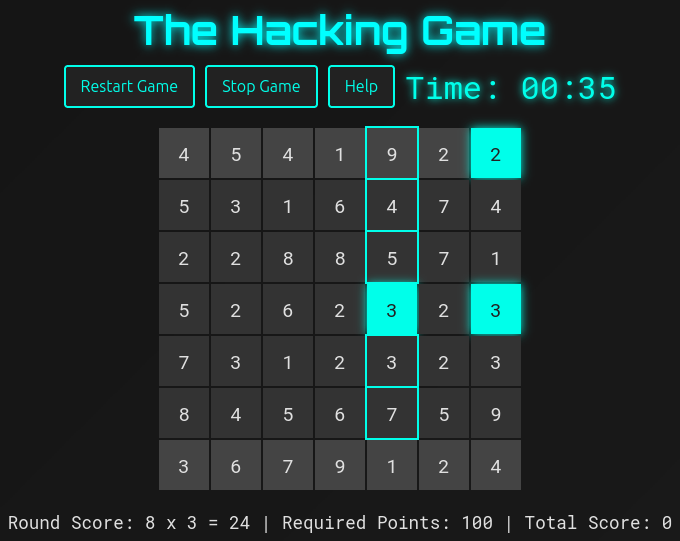 The Hacking Game
Restart Game Stop Game Help Time: 00:35
4 5 4 1 9 2 2
5 3 1 6 4 7 4
2 2 8 8 5 7 1
5 2 6 2 3 2 3
7 3 1 2 3 2 3
8 4 5 6 7 5 9
3 6 7 9 1 2 4
Round Score: 8 x 3 = 24 | Required Points: 100 | Total Score: 0